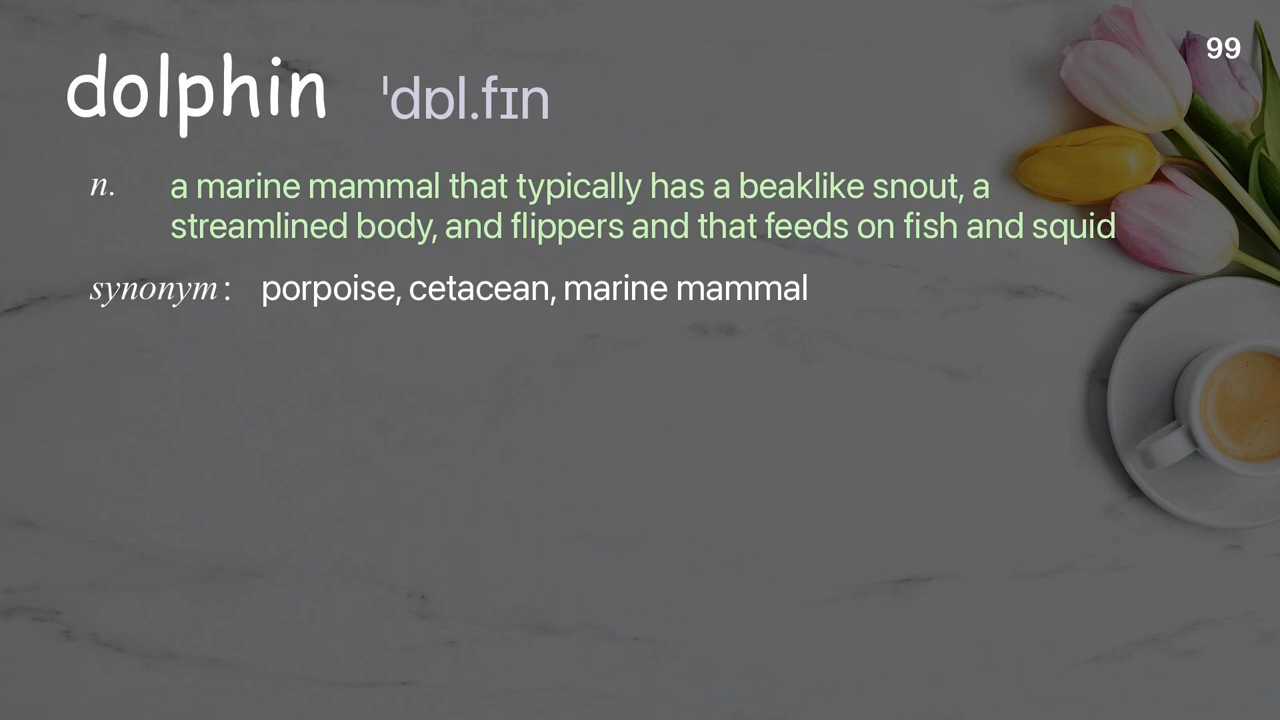 99
dolphin ˈdɒl.fɪn
n. a marine mammal that typically has a beaklike snout, a
streamlined body, and flippers and that feeds on fish and squid
synonym: porpoise, cetacean, marine mammal